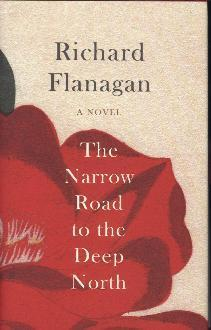 Richard
Flanagan
A NOVEL
The
Narrow
Road
to the
Deep
North